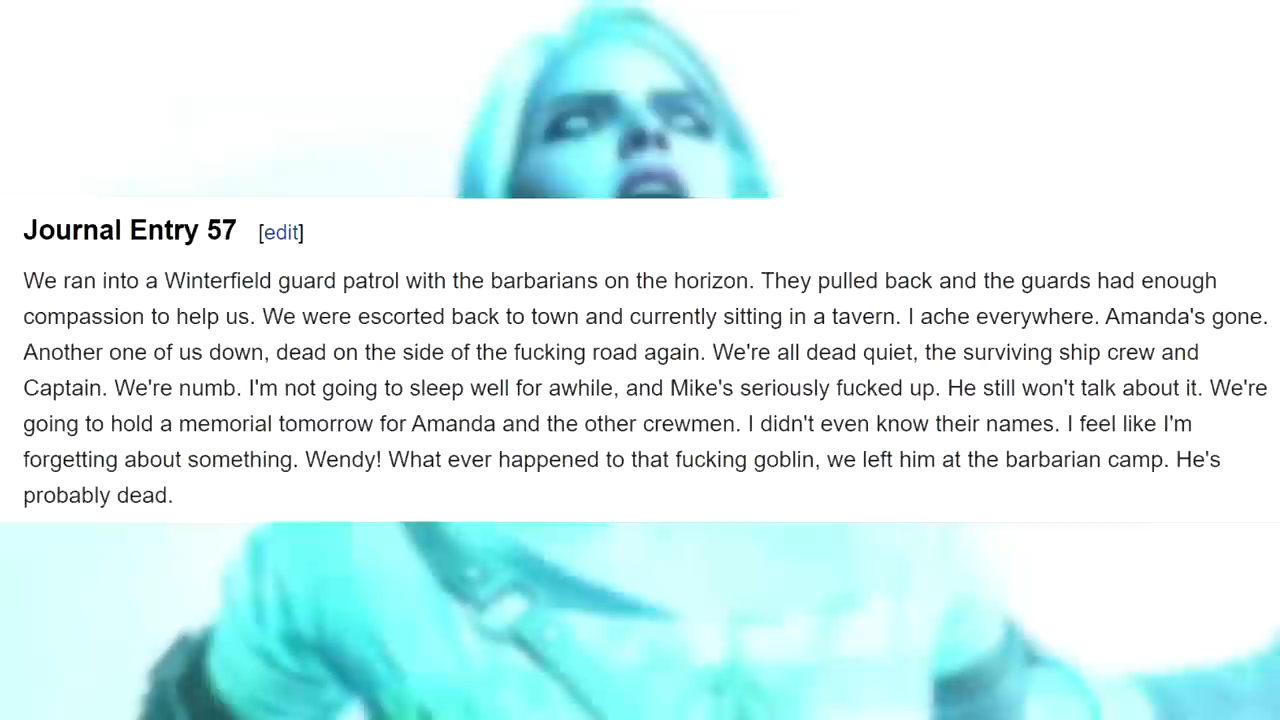 Journal Entry 57 [edit]
We ran into a Winterfield guard patrol with the barbarians on the horizon. They pulled back and the guards had enough
compassion to help us. We were escorted back to town and currently sitting in a tavern. I ache everywhere. Amanda's gone.
Another one of us down, dead on the side of the fucking road again. We're all dead quiet, the surviving ship crew and
Captain. We're numb. I'm not going to sleep well for awhile, and Mike's seriously fucked up. He still won't talk about it. We're
going to hold a memorial tomorrow for Amanda and the other crewmen. I didn't even know their names. I feel like I'm
forgetting about something. Wendy! What ever happened to that fucking goblin, we left him at the barbarian camp. He's
probably dead.